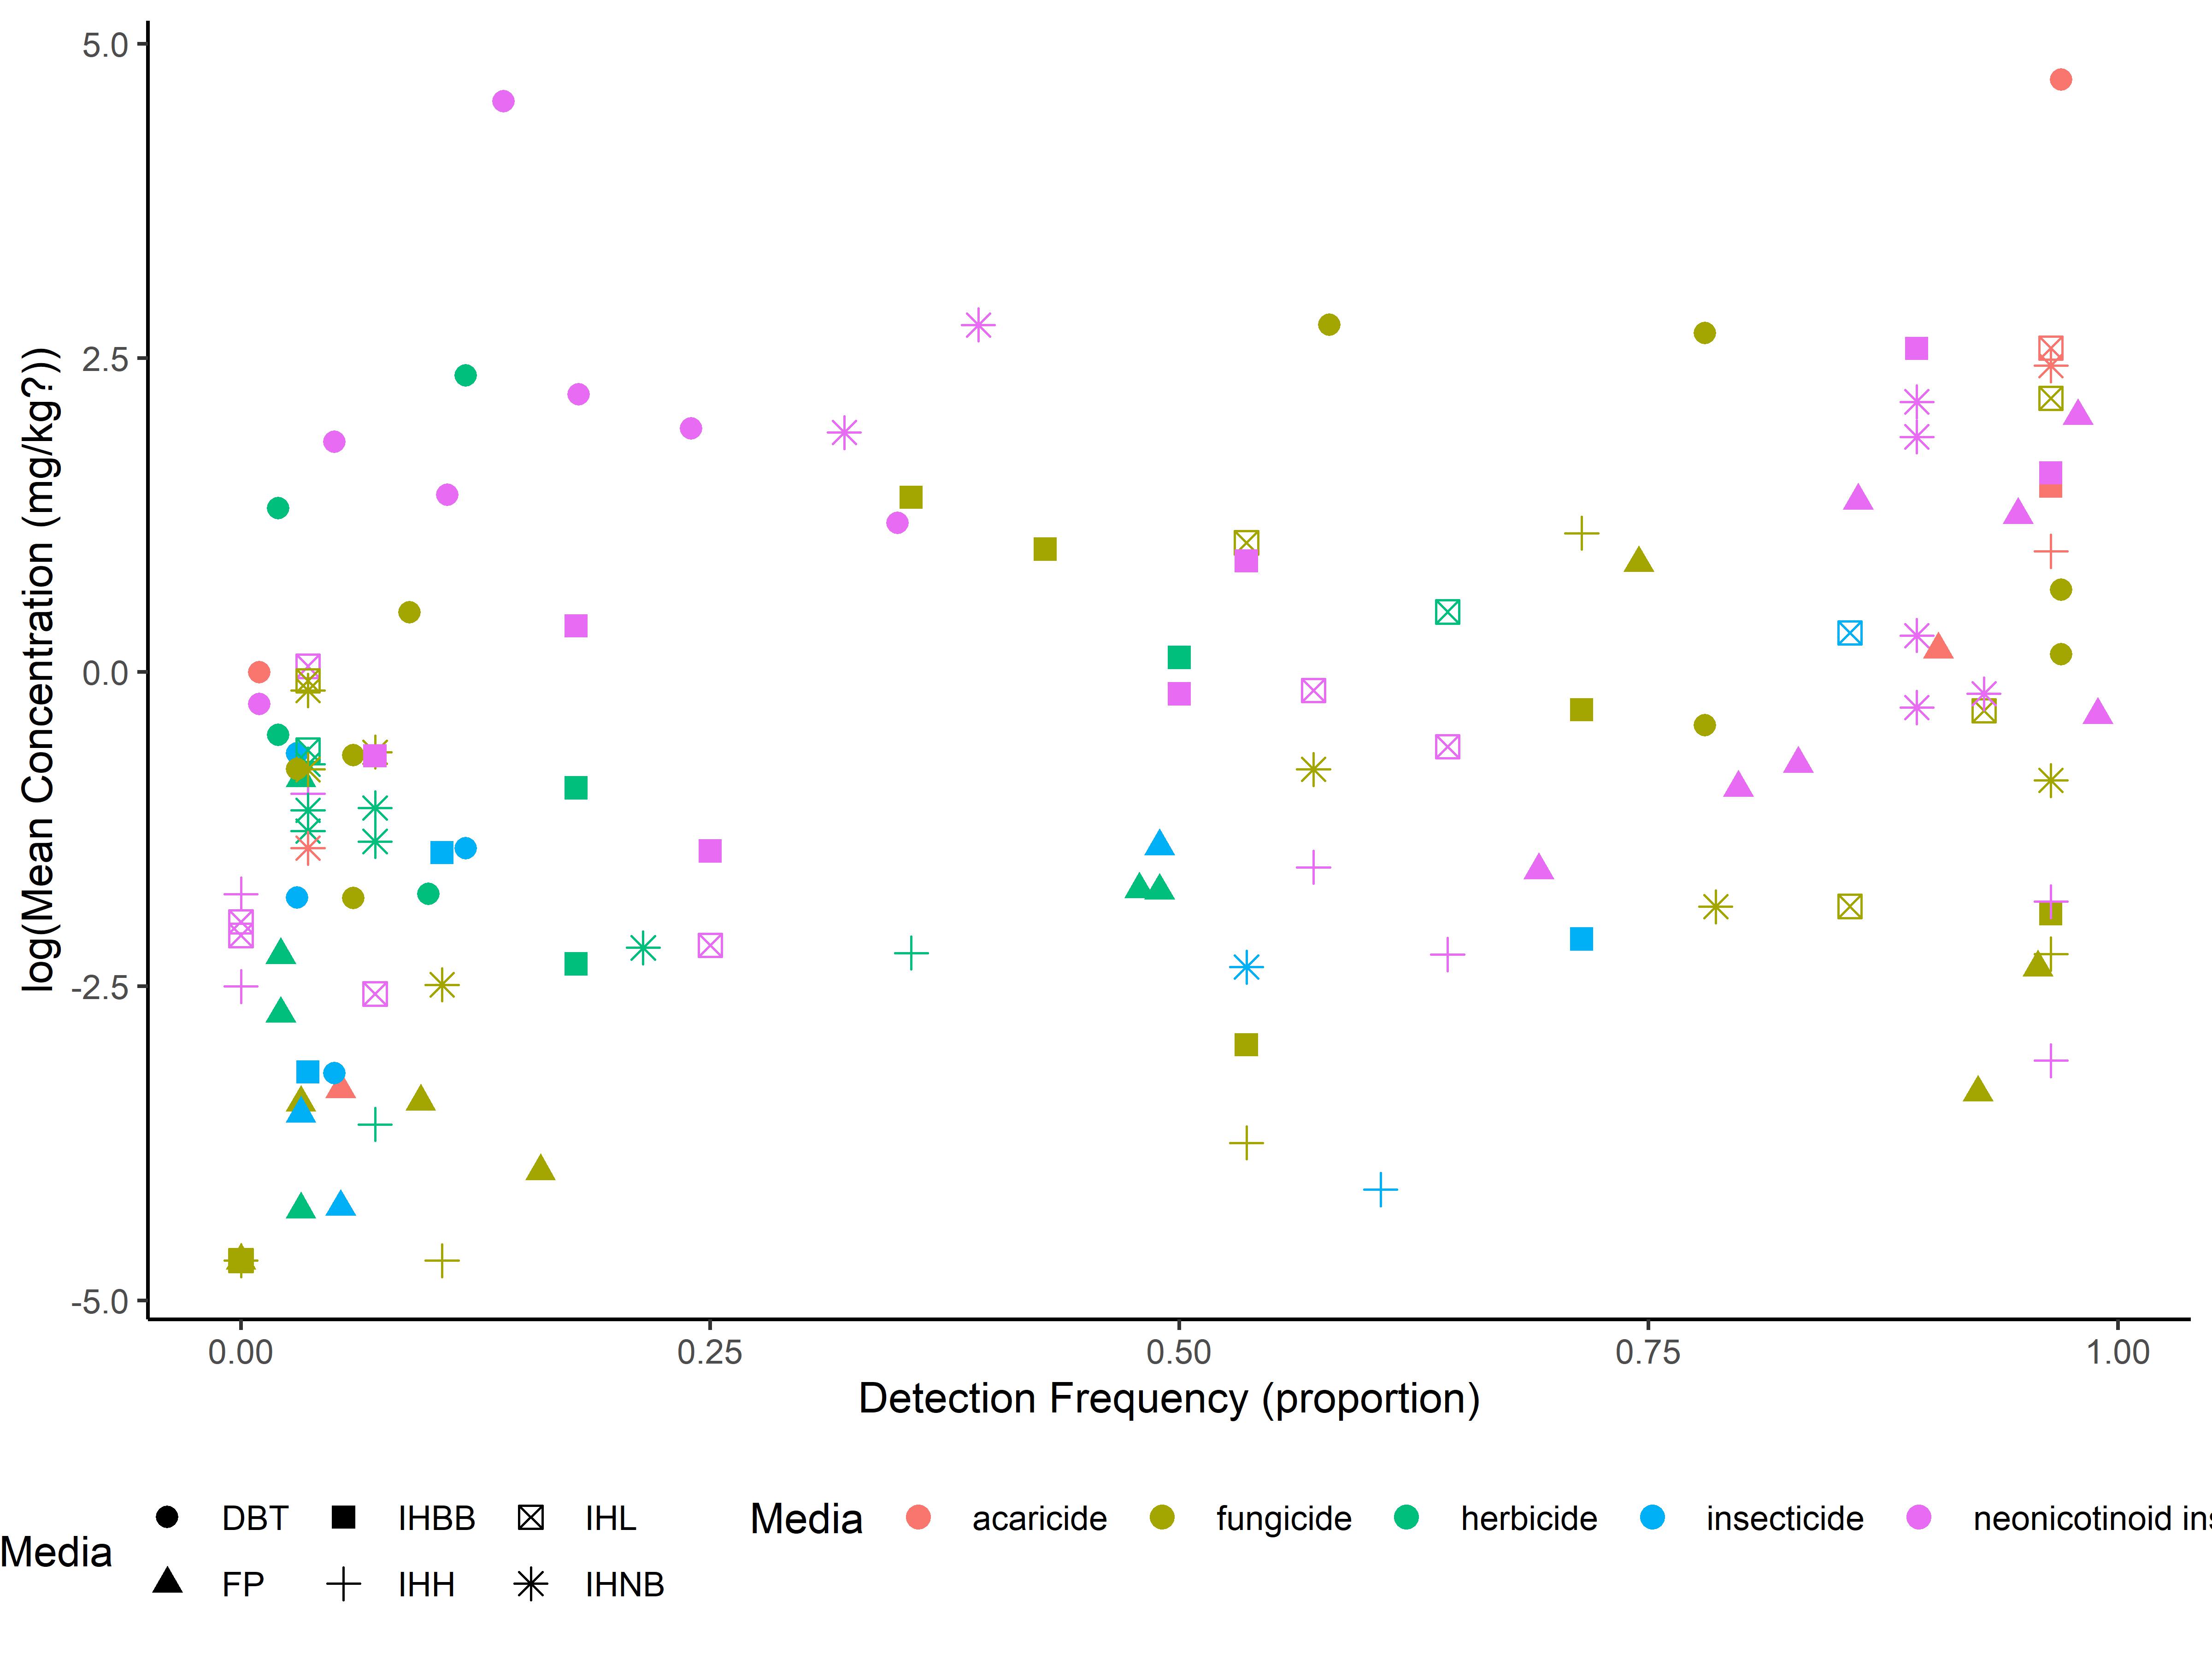 5.0
2.5
0.0
-2.5
-5.0
log(Mean Concentration (mg/kg?))
0.00 0.25 0.50 0.75 1.00
Detection Frequency (proportion)
Media
DBT IHBB IHL
FP IHH IHNB
Media acaricide fungicide herbicide insecticide neonicotinoid ins